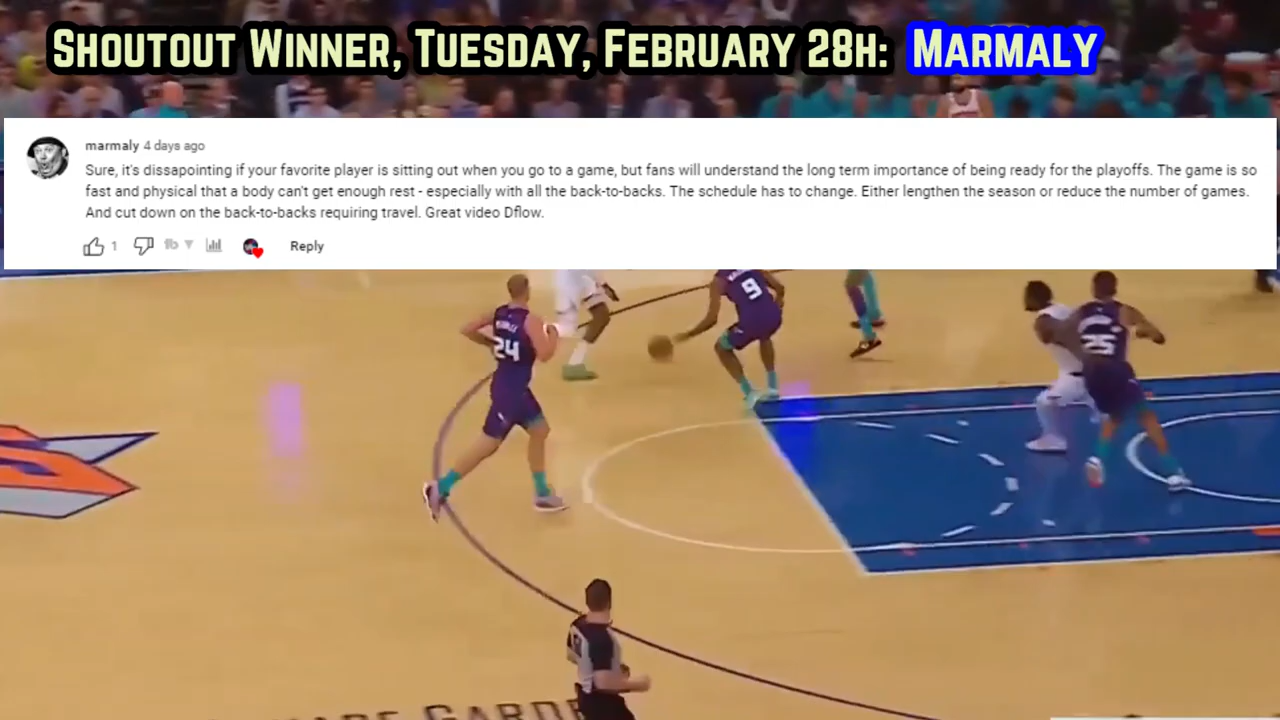 Shoutout Winner, Tuesday, February 28h: Marmaly
marmaly 4 days ago
Sure, it's dissapointing if your favorite player is sitting out when you go to a game, but fans will understand the long term importance of being ready for the playoffs. The game is so
fast and physical that a body can't get enough rest - especially with all the back-to-backs. The schedule has to change. Either lengthen the season or reduce the number of games.
And cut down on the back-to-backs requiring travel. Great video Dflow.
1
Reply
9
24
25